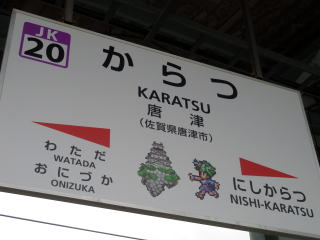 JK
20
からつ
KARATSU
唐津
(佐賀県唐津市)
わただ
WATADA
おにづか
ONIZUKA
にしからつ
NISHI-KARATSU